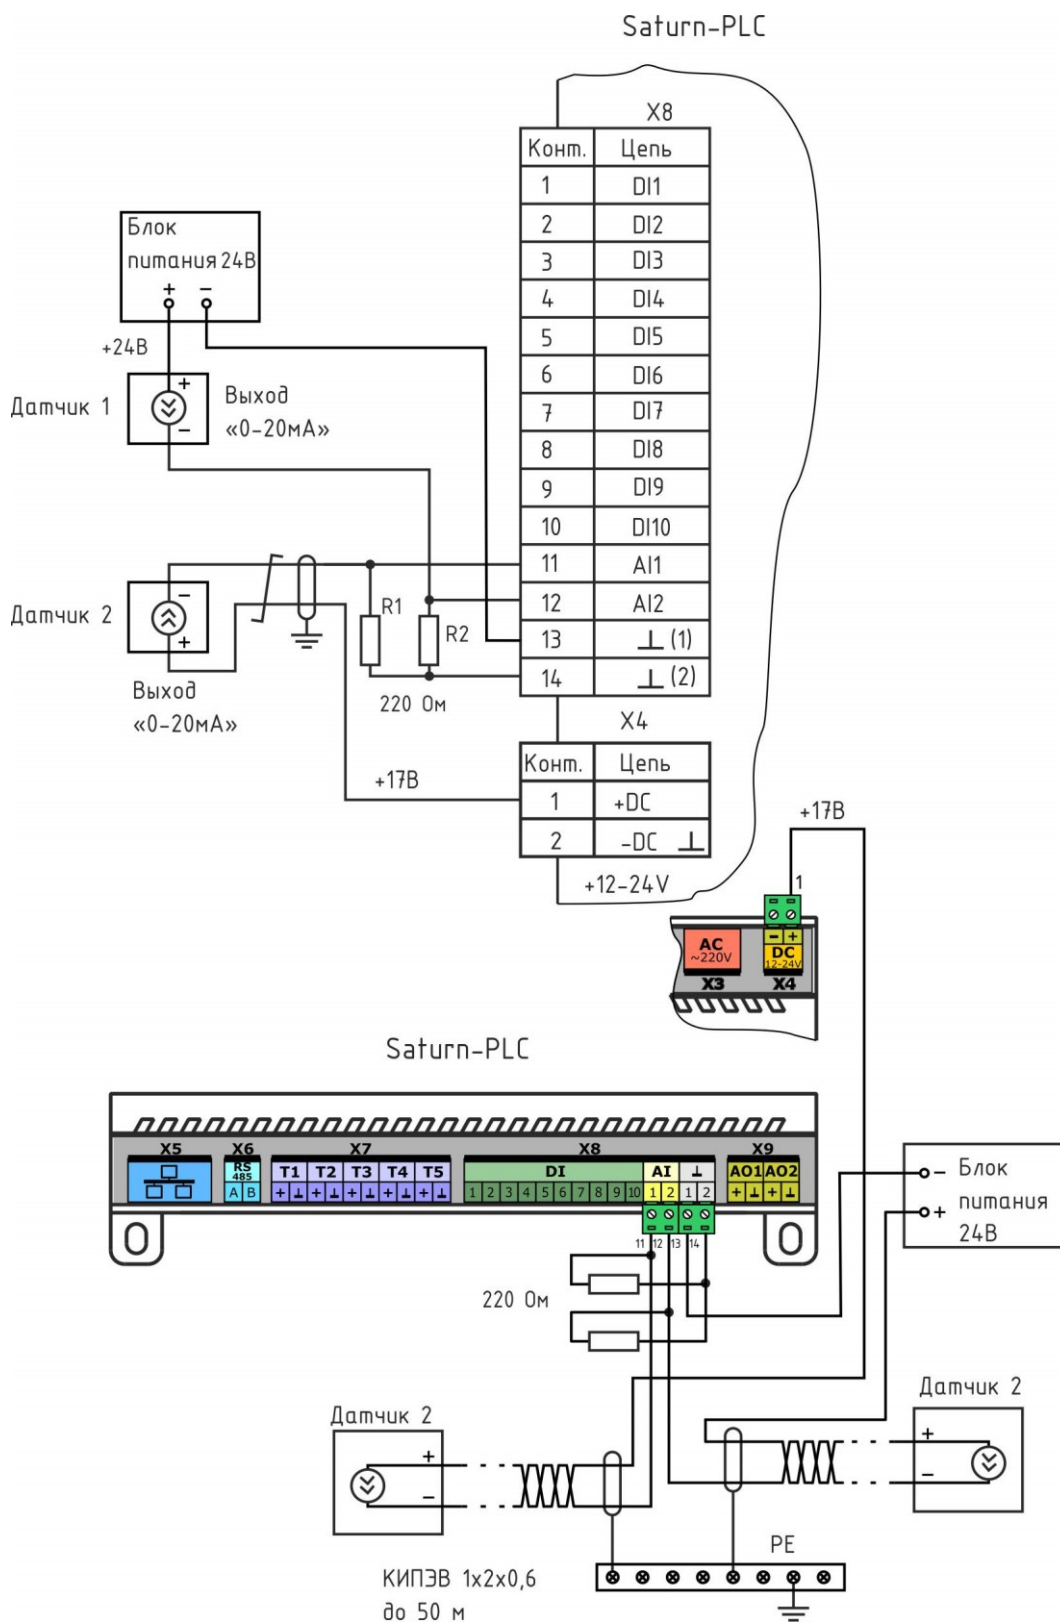 Saturn-PLC
X8
Конт. Цепь
1 DI1
2 DI2
3 DI3
4 DI4
5 DI5
6 DI6
7 DI7
8 DI8
9 DI9
10 DI10
11 AI1
12 AI2
13 ⊥ (1)
14 ⊥ (2)
Блок
питания 24В
+ −
+24В
Датчик 1
+
−
Выход
«0-20мА»
Датчик 2
−
+
Выход
«0-20мА»
R1
R2
220 Ом
X4
Конт. Цепь
1 +DC
2 -DC ⊥
+17В
+12-24V
+17В
1
AC
~220V
X3
− +
DC
12-24V
X4
Saturn-PLC
X5 X6 X7 X8 X9
RS
485
A B
T1 T2 T3 T4 T5
+ ⊥ + ⊥ + ⊥ + ⊥ + ⊥
DI AI ⊥
1 2 3 4 5 6 7 8 9 10 1 2 1 2
AO1 AO2
+ ⊥ + ⊥
11 12 13 14
− Блок
+ питания
24В
220 Ом
Датчик 2
+
−
Датчик 2
+
−
PE
КИПЭВ 1x2x0,6
до 50 м